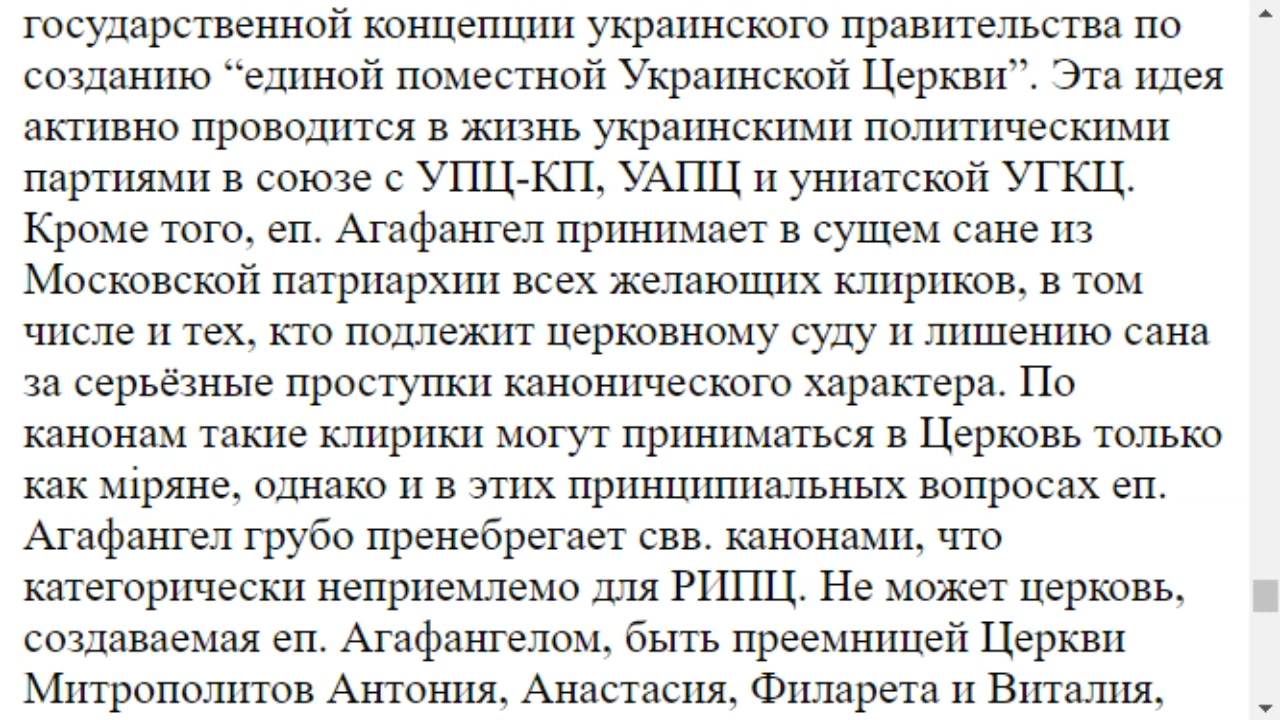 государственной концепции украинского правительства по
созданию “единой поместной Украинской Церкви”. Эта идея
активно проводится в жизнь украинскими политическими
партиями в союзе с УПЦ-КП, УАПЦ и униатской УГКЦ.
Кроме того, еп. Агафангел принимает в сущем сане из
Московской патриархии всех желающих клириков, в том
числе и тех, кто подлежит церковному суду и лишению сана
за серьёзные проступки канонического характера. По
канонам такие клирики могут приниматься в Церковь только
как мiряне, однако и в этих принципиальных вопросах еп.
Агафангел грубо пренебрегает свв. канонами, что
категорически неприемлемо для РИПЦ. Не может церковь,
создаваемая еп. Агафангелом, быть преемницей Церкви
Митрополитов Антония, Анастасия, Филарета и Виталия,